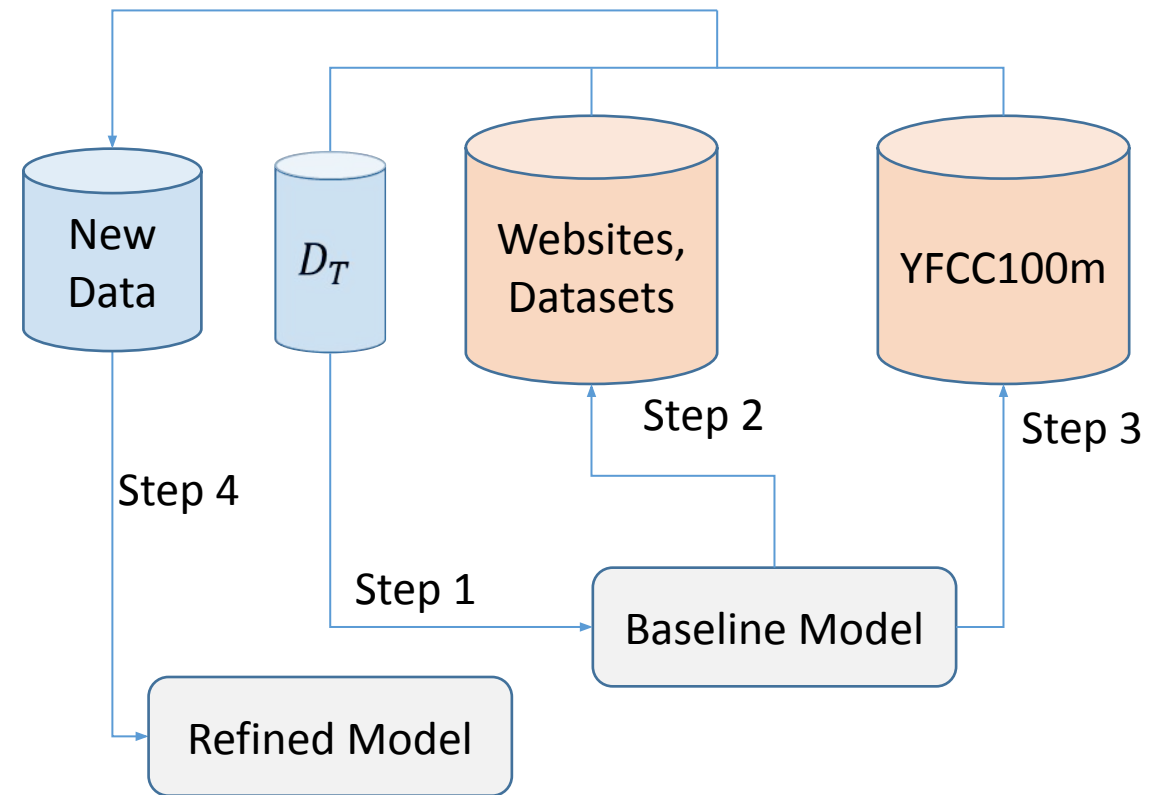 New
Data
D_T
Websites,
Datasets
YFCC100m
Step 2
Step 3
Step 4
Step 1
Baseline Model
Refined Model